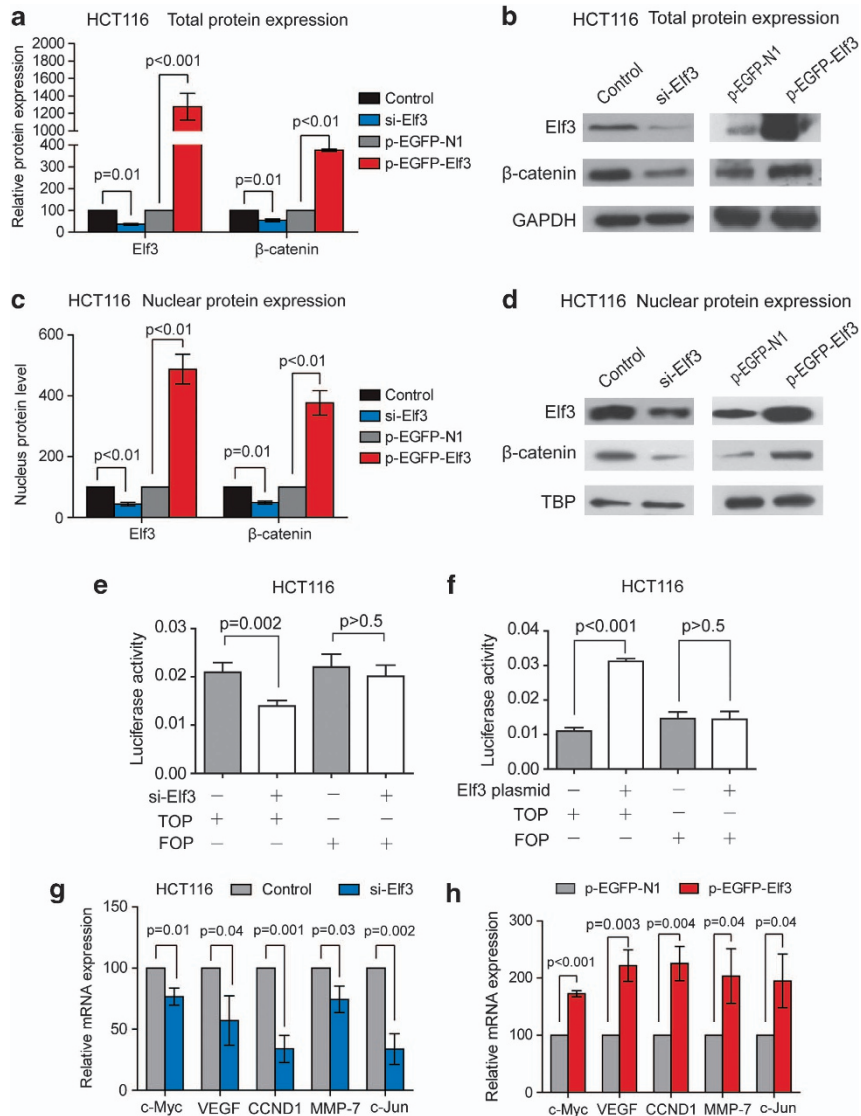 a HCT116 Total protein expression
Relative protein expression
2000
1800
1600
1400
1200
1000
400
300
200
100
0
p=0.01
p<0.001
p=0.01
p<0.01
Elf3 β-catenin
Control
si-Elf3
p-EGFP-N1
p-EGFP-Elf3
b HCT116 Total protein expression
Control si-Elf3 p-EGFP-N1 p-EGFP-Elf3
Elf3
β-catenin
GAPDH
c HCT116 Nuclear protein expression
Nucleus protein level
600
400
200
0
p<0.01
p<0.01
p=0.01
p<0.01
Elf3 β-catenin
Control
si-Elf3
p-EGFP-N1
p-EGFP-Elf3
d HCT116 Nuclear protein expression
Control si-Elf3 p-EGFP-N1 p-EGFP-Elf3
Elf3
β-catenin
TBP
e HCT116
Luciferase activity
0.03
0.02
0.01
0.00
p=0.002 p>0.5
si-Elf3 – + – +
TOP + + – –
FOP – – + +
f HCT116
Luciferase activity
0.04
0.03
0.02
0.01
0.00
p<0.001 p>0.5
Elf3 plasmid – + – +
TOP + + – –
FOP – – + +
g HCT116 Control si-Elf3
Relative mRNA expression
150
100
50
0
p=0.01 p=0.04 p=0.001 p=0.03 p=0.002
c-Myc VEGF CCND1 MMP-7 c-Jun
h p-EGFP-N1 p-EGFP-Elf3
Relative mRNA expression
300
200
100
0
p<0.001 p=0.003 p=0.004 p=0.04 p=0.04
c-Myc VEGF CCND1 MMP-7 c-Jun